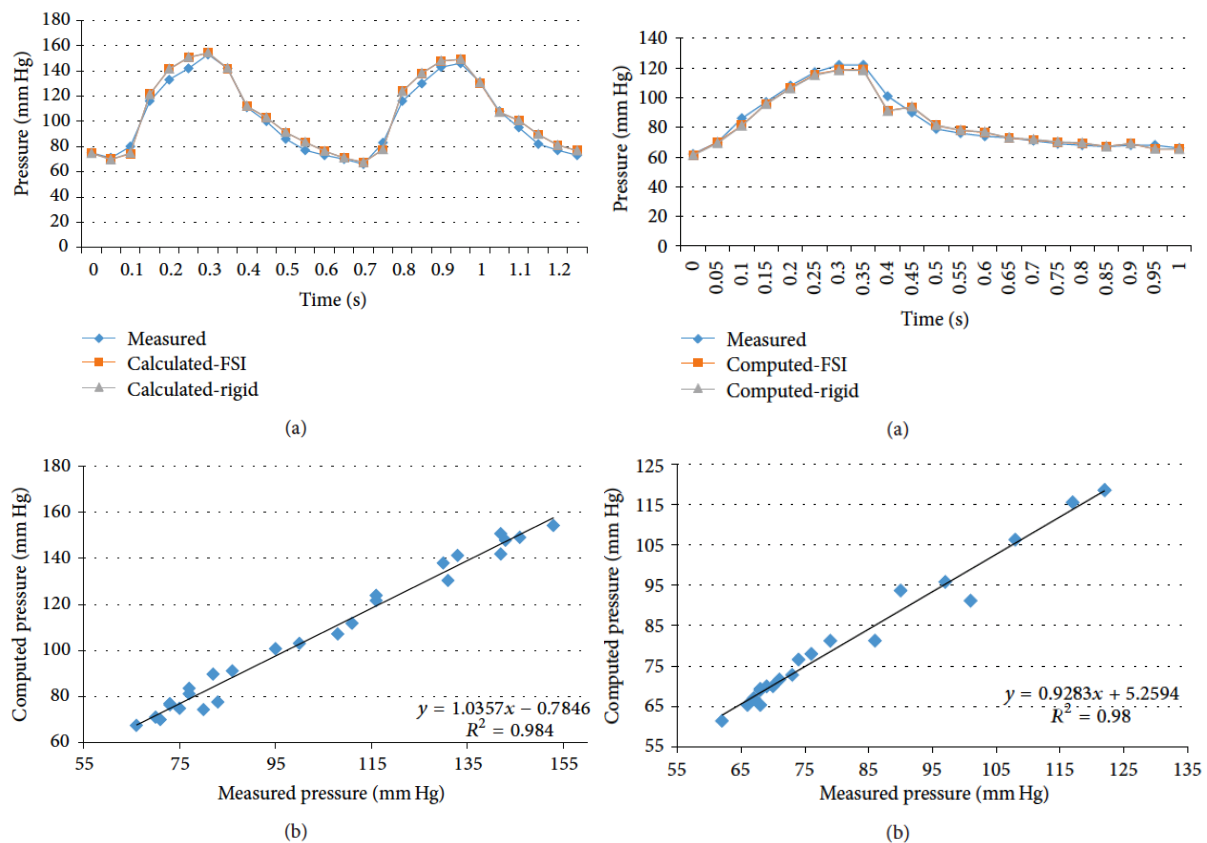 180
160
140
120
100
80
60
40
20
0
Pressure (mm Hg)
0 0.1 0.2 0.3 0.4 0.5 0.6 0.7 0.8 0.9 1 1.1 1.2
Time (s)
Measured
Calculated-FSI
Calculated-rigid
(a)
140
120
100
80
60
40
20
0
Pressure (mm Hg)
0 0.05 0.1 0.15 0.2 0.25 0.3 0.35 0.4 0.45 0.5 0.55 0.6 0.65 0.7 0.75 0.8 0.85 0.9 0.95 1
Time (s)
Measured
Computed-FSI
Computed-rigid
(a)
180
160
140
120
100
80
60
Computed pressure (mm Hg)
y = 1.0357x − 0.7846
R² = 0.984
55 75 95 115 135 155
Measured pressure (mm Hg)
(b)
125
115
105
95
85
75
65
55
Computed pressure (mm Hg)
y = 0.9283x + 5.2594
R² = 0.98
55 65 75 85 95 105 115 125 135
Measured pressure (mm Hg)
(b)